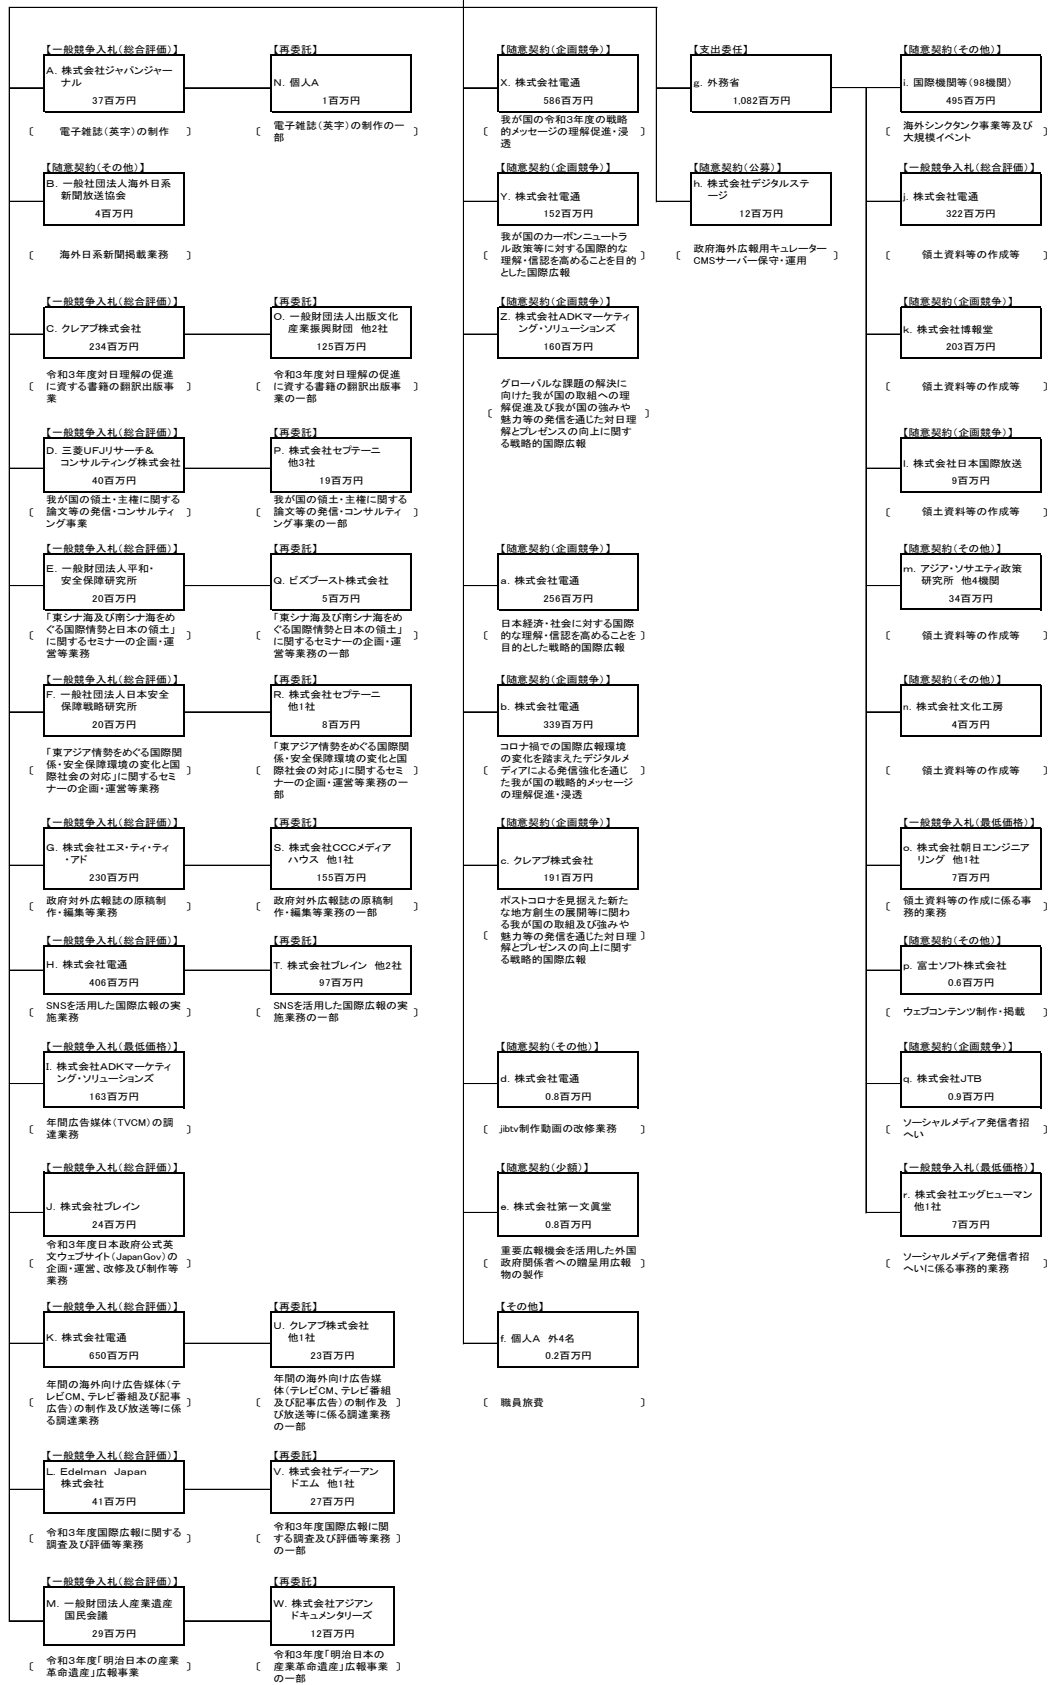 【一般競争入札（総合評価）】
A. 株式会社ジャパンジャー
ナル
37百万円
〔 電子雑誌（英字）の制作 〕
【再委託】
N. 個人A
1百万円
〔 電子雑誌（英字）の制作の一
部 〕
【随意契約（その他）】
B. 一般社団法人海外日系
新聞放送協会
4百万円
〔 海外日系新聞掲載業務 〕
【一般競争入札（総合評価）】
C. クレアブ株式会社
234百万円
〔 令和3年度対日理解の促進
に資する書籍の翻訳出版事
業 〕
【再委託】
O. 一般財団法人出版文化
産業振興財団 他2社
125百万円
〔 令和3年度対日理解の促進
に資する書籍の翻訳出版事
業の一部 〕
【一般競争入札（総合評価）】
D. 三菱UFJリサーチ&
コンサルティング株式会社
40百万円
〔 我が国の領土・主権に関する
論文等の発信・コンサルティ
ング事業 〕
【再委託】
P. 株式会社セプテーニ
他3社
19百万円
〔 我が国の領土・主権に関する
論文等の発信・コンサルティ
ング事業の一部 〕
【一般競争入札（総合評価）】
E. 一般財団法人平和・
安全保障研究所
20百万円
〔 「東シナ海及び南シナ海をめ
ぐる国際情勢と日本の領土」
に関するセミナーの企画・運
営等業務 〕
【再委託】
Q. ビズブースト株式会社
5百万円
〔 「東シナ海及び南シナ海をめ
ぐる国際情勢と日本の領土」
に関するセミナーの企画・運
営等業務の一部 〕
【一般競争入札（総合評価）】
F. 一般社団法人日本安全
保障戦略研究所
20百万円
〔 「東アジア情勢をめぐる国際関
係・安全保障環境の変化と国
際社会の対応」に関するセミ
ナーの企画・運営等業務 〕
【再委託】
R. 株式会社セプテーニ
他1社
8百万円
〔 「東アジア情勢をめぐる国際関
係・安全保障環境の変化と国
際社会の対応」に関するセミ
ナーの企画・運営等業務の一
部 〕
【一般競争入札（総合評価）】
G. 株式会社エヌ・ティ・ティ
・アド
230百万円
〔 政府対外広報誌の原稿制
作・編集等業務 〕
【再委託】
S. 株式会社CCCメディア
ハウス 他1社
155百万円
〔 政府対外広報誌の原稿制
作・編集等業務の一部 〕
【一般競争入札（総合評価）】
H. 株式会社電通
406百万円
〔 SNSを活用した国際広報の実
施業務 〕
【再委託】
T. 株式会社ブレイン 他2社
97百万円
〔 SNSを活用した国際広報の実
施業務の一部 〕
【一般競争入札（最低価格）】
I. 株式会社ADKマーケティ
ング・ソリューションズ
163百万円
〔 年間広告媒体（TVCM）の調
達業務 〕
【一般競争入札（総合評価）】
J. 株式会社ブレイン
24百万円
〔 令和3年度日本政府公式英
文ウェブサイト（JapanGov）の
企画・運営、改修及び制作等
業務 〕
【一般競争入札（総合評価）】
K. 株式会社電通
650百万円
〔 年間の海外向け広告媒体（テ
レビCM、テレビ番組及び記事
広告）の制作及び放送等に係
る調達業務 〕
【再委託】
U. クレアブ株式会社
他1社
23百万円
〔 年間の海外向け広告媒
体（テレビCM、テレビ番組
及び記事広告）の制作及
び放送等に係る調達業務
の一部 〕
【一般競争入札（総合評価）】
L. Edelman Japan
株式会社
41百万円
〔 令和3年度国際広報に関する
調査及び評価等業務 〕
【再委託】
V. 株式会社ディーアン
ドエム 他1社
27百万円
〔 令和3年度国際広報に関
する調査及び評価等業務
の一部 〕
【一般競争入札（総合評価）】
M. 一般財団法人産業遺産
国民会議
29百万円
〔 令和3年度「明治日本の産業
革命遺産」広報事業 〕
【再委託】
W. 株式会社アジアン
ドキュメンタリーズ
12百万円
〔 令和3年度「明治日本の
産業革命遺産」広報事業
の一部 〕
【随意契約（企画競争）】
X. 株式会社電通
586百万円
〔 我が国の令和3年度の戦略
的メッセージの理解促進・浸
透 〕
【随意契約（企画競争）】
Y. 株式会社電通
152百万円
〔 我が国のカーボンニュートラ
ル政策等に対する国際的な
理解・信認を高めることを目的
とした国際広報 〕
【随意契約（企画競争）】
Z. 株式会社ADKマーケティ
ング・ソリューションズ
160百万円
〔 グローバルな課題の解決に
向けた我が国の取組への理
解促進及び我が国の強みや
魅力等の発信を通じた対日理
解とプレゼンスの向上に関す
る戦略的国際広報 〕
【随意契約（企画競争）】
a. 株式会社電通
256百万円
〔 日本経済・社会に対する国際
的な理解・信認を高めることを
目的とした戦略的国際広報 〕
【随意契約（企画競争）】
b. 株式会社電通
339百万円
〔 コロナ禍での国際広報環境
の変化を踏まえたデジタルメ
ディアによる発信強化を通じ
た我が国の戦略的メッセージ
の理解促進・浸透 〕
【随意契約（企画競争）】
c. クレアブ株式会社
191百万円
〔 ポストコロナを見据えた新た
な地方創生の展開等に関わ
る我が国の取組及び強みや
魅力等の発信を通じた対日理
解とプレゼンスの向上に関す
る戦略的国際広報 〕
【随意契約（その他）】
d. 株式会社電通
0.8百万円
〔 jibtv制作動画の改修業務 〕
【随意契約（少額）】
e. 株式会社第一文眞堂
0.8百万円
〔 重要広報機会を活用した外国
政府関係者への贈呈用広報
物の製作 〕
【その他】
f. 個人A 外4名
0.2百万円
〔 職員旅費 〕
【支出委任】
g. 外務省
1,082百万円
【随意契約（公募）】
h. 株式会社デジタルステ
ージ
12百万円
〔 政府海外広報用キュレーター
CMSサーバー保守・運用 〕
【随意契約（その他）】
i. 国際機関等（98機関）
495百万円
〔 海外シンクタンク事業等及び
大規模イベント 〕
【一般競争入札（総合評価）】
j. 株式会社電通
322百万円
〔 領土資料等の作成等 〕
【随意契約（企画競争）】
k. 株式会社博報堂
203百万円
〔 領土資料等の作成等 〕
【随意契約（企画競争）】
l. 株式会社日本国際放送
9百万円
〔 領土資料等の作成等 〕
【随意契約（その他）】
m. アジア・ソサエティ政策
研究所 他4機関
34百万円
〔 領土資料等の作成等 〕
【随意契約（その他）】
n. 株式会社文化工房
4百万円
〔 領土資料等の作成等 〕
【一般競争入札（最低価格）】
o. 株式会社朝日エンジニア
リング 他1社
7百万円
〔 領土資料等の作成に係る事
務的業務 〕
【随意契約（その他）】
p. 富士ソフト株式会社
0.6百万円
〔 ウェブコンテンツ制作・掲載 〕
【随意契約（企画競争）】
q. 株式会社JTB
0.9百万円
〔 ソーシャルメディア発信者招
へい 〕
【一般競争入札（最低価格）】
r. 株式会社エッグヒューマン
他1社
7百万円
〔 ソーシャルメディア発信者招
へいに係る事務的業務 〕